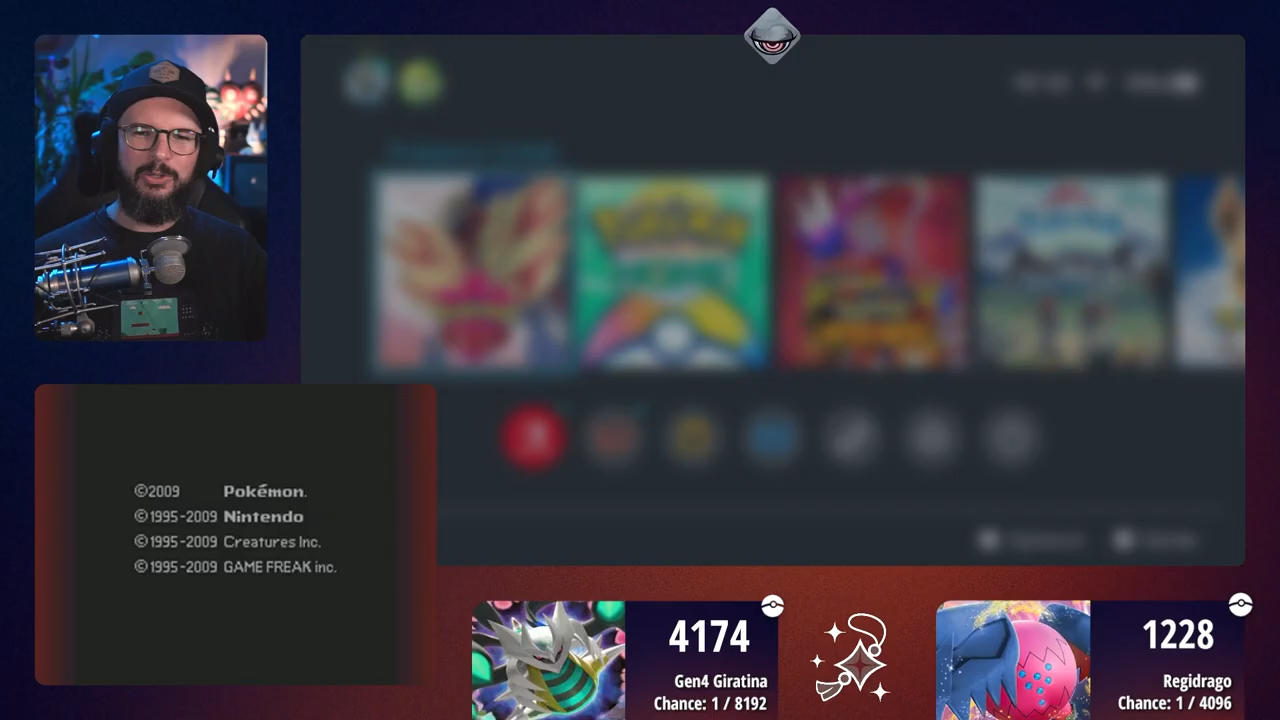 ©2009 Pokémon.
©1995-2009 Nintendo
©1995-2009 Creatures Inc.
©1995-2009 GAME FREAK inc.
4174
Gen4 Giratina
Chance: 1 / 8192
1228
Regidrago
Chance: 1 / 4096